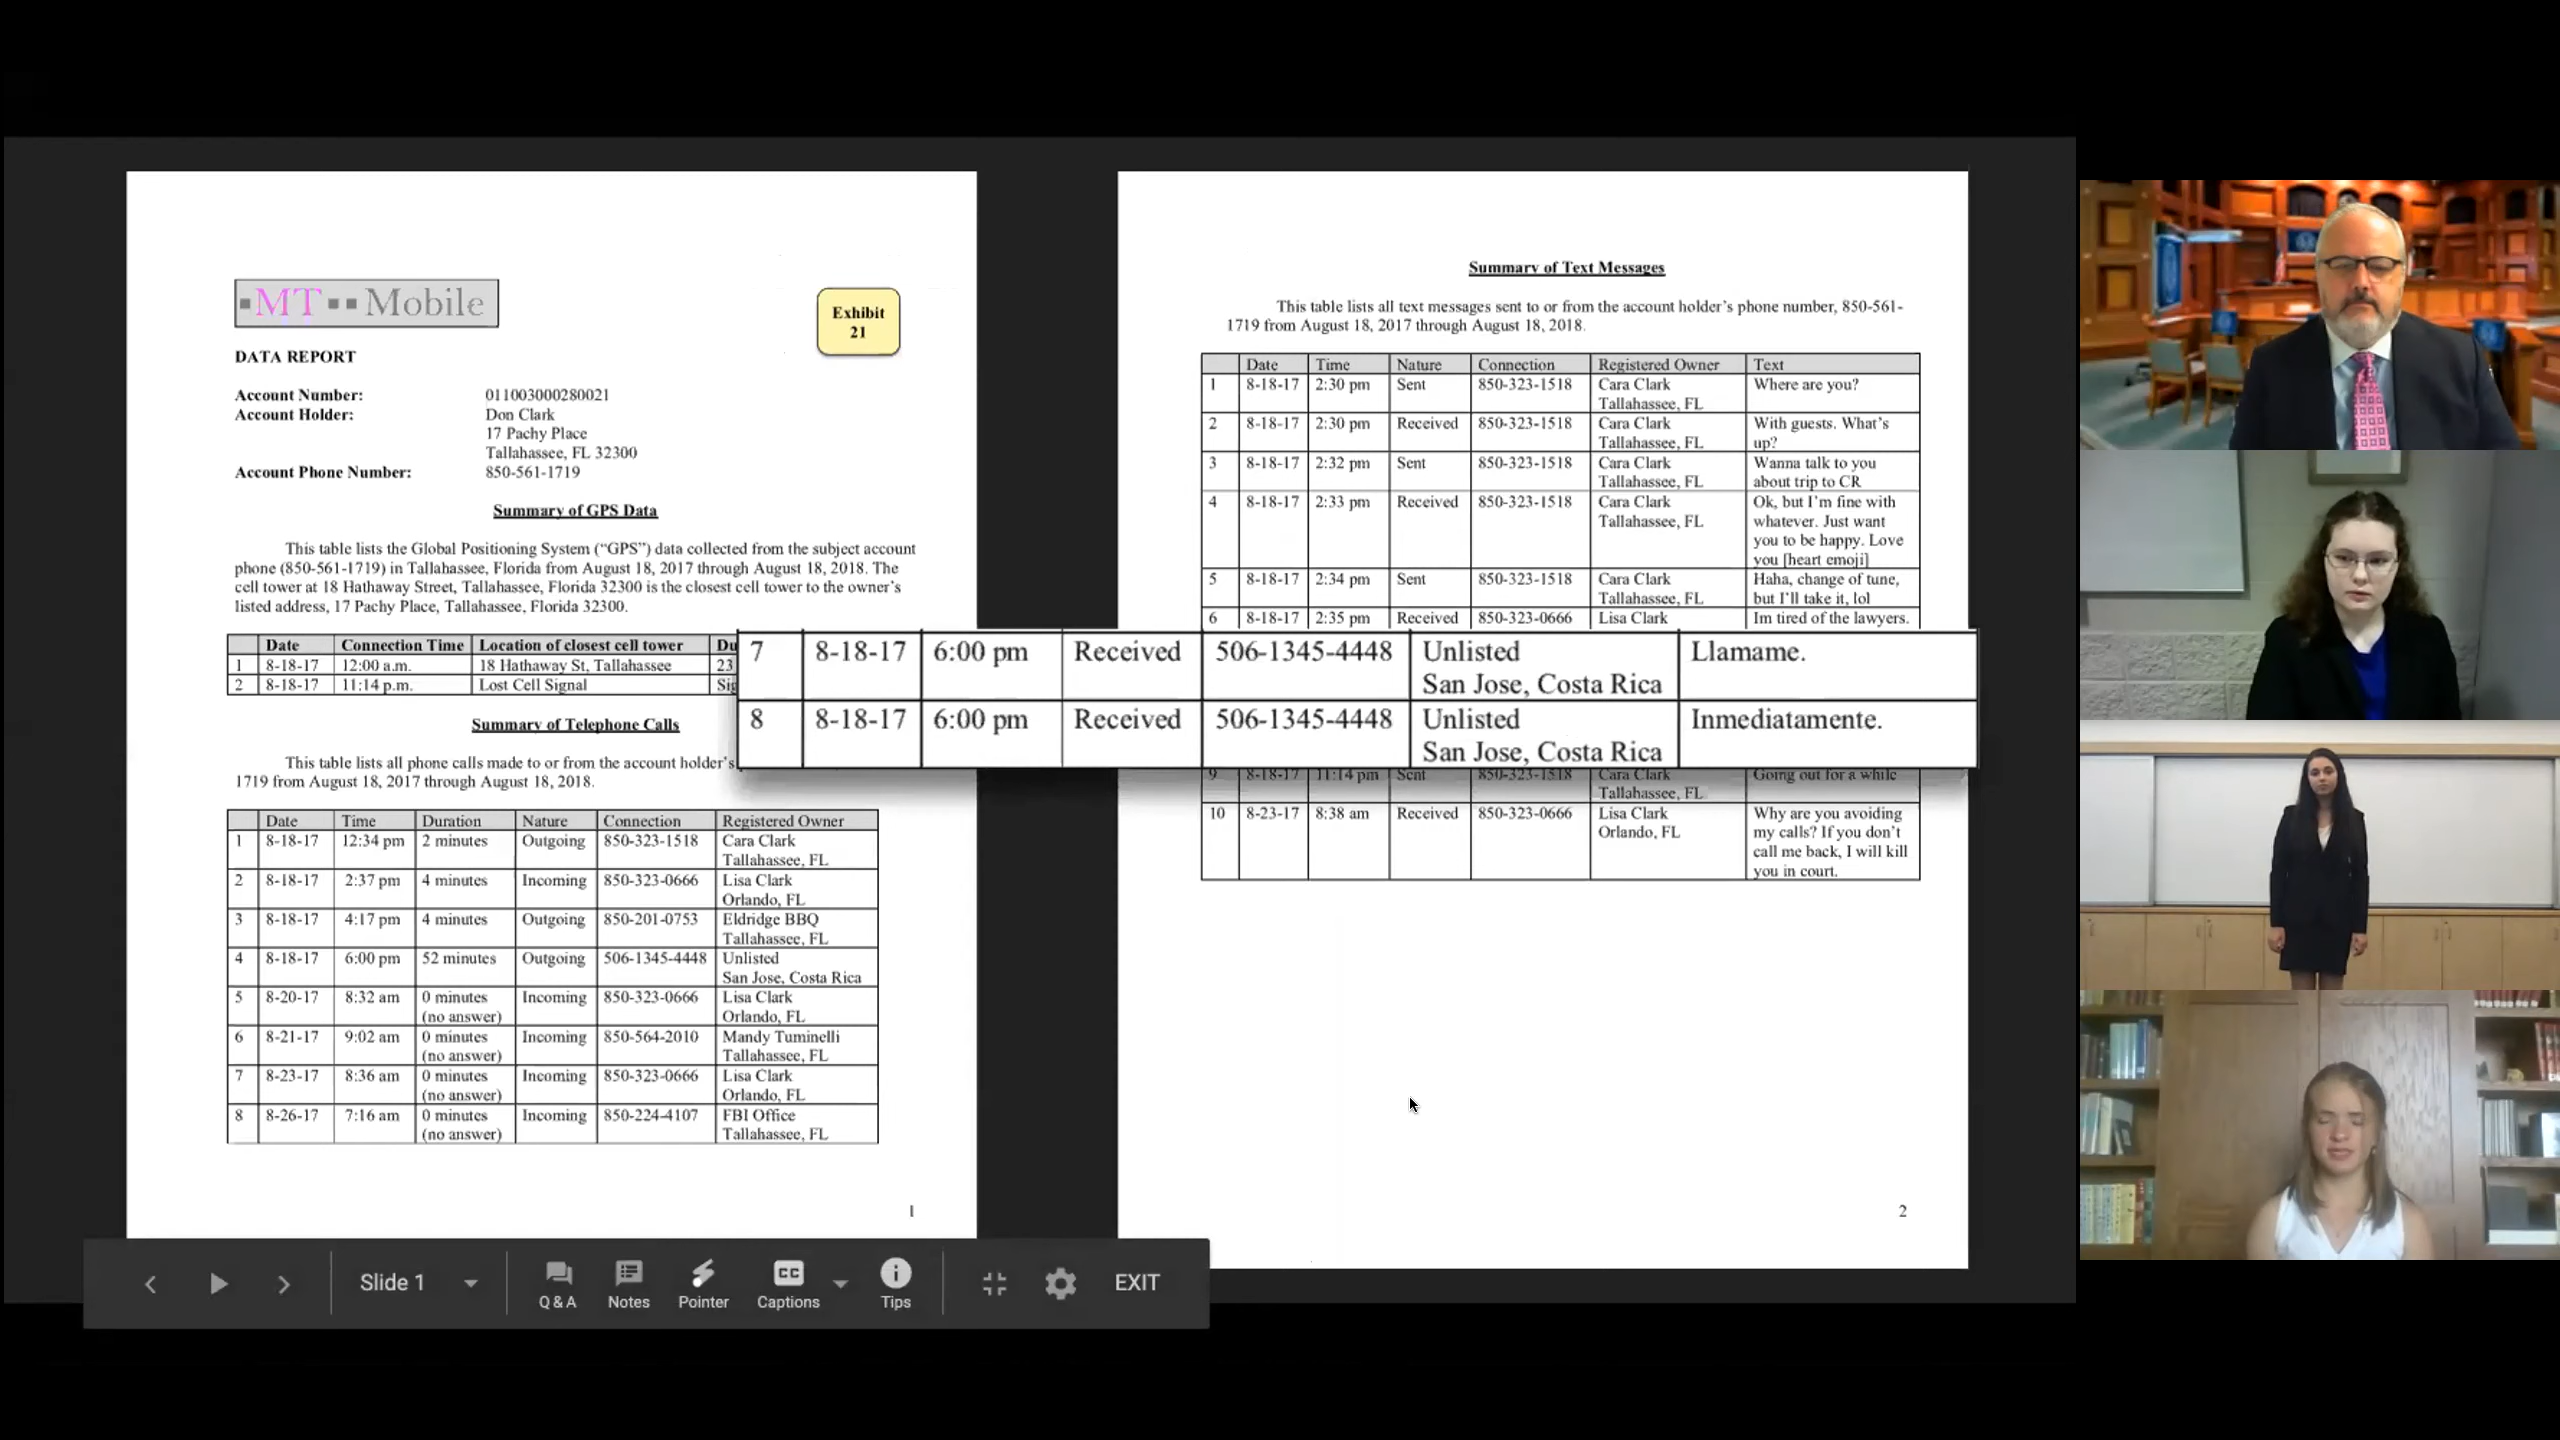 MT Mobile
Exhibit
21
DATA REPORT
Account Number: 011003000280021
Account Holder: Don Clark
17 Pachy Place
Tallahassee, FL 32300
Account Phone Number: 850-561-1719
Summary of GPS Data
This table lists the Global Positioning System (“GPS”) data collected from the subject account
phone (850-561-1719) in Tallahassee, Florida from August 18, 2017 through August 18, 2018. The
cell tower at 18 Hathaway Street, Tallahassee, Florida 32300 is the closest cell tower to the owner’s
listed address, 17 Pachy Place, Tallahassee, Florida 32300.
Date Connection Time Location of closest cell tower
1 8-18-17 12:00 a.m. 18 Hathaway St, Tallahassee 23
2 8-18-17 11:14 p.m. Lost Cell Signal
Summary of Telephone Calls
This table lists all phone calls made to or from the account holder’s
1719 from August 18, 2017 through August 18, 2018.
Date Time Duration Nature Connection Registered Owner
1 8-18-17 12:34 pm 2 minutes Outgoing 850-323-1518 Cara Clark
Tallahassee, FL
2 8-18-17 2:37 pm 4 minutes Incoming 850-323-0666 Lisa Clark
Orlando, FL
3 8-18-17 4:17 pm 4 minutes Outgoing 850-201-0753 Eldridge BBQ
Tallahassee, FL
4 8-18-17 6:00 pm 52 minutes Outgoing 506-1345-4448 Unlisted
San Jose, Costa Rica
5 8-20-17 8:32 am 0 minutes Incoming 850-323-0666 Lisa Clark
(no answer) Orlando, FL
6 8-21-17 9:02 am 0 minutes Incoming 850-564-2010 Mandy Tuminelli
(no answer) Tallahassee, FL
7 8-23-17 8:36 am 0 minutes Incoming 850-323-0666 Lisa Clark
(no answer) Orlando, FL
8 8-26-17 7:16 am 0 minutes Incoming 850-224-4107 FBI Office
(no answer) Tallahassee, FL
1
Summary of Text Messages
This table lists all text messages sent to or from the account holder’s phone number, 850-561-
1719 from August 18, 2017 through August 18, 2018.
Date Time Nature Connection Registered Owner Text
1 8-18-17 2:30 pm Sent 850-323-1518 Cara Clark Where are you?
Tallahassee, FL
2 8-18-17 2:30 pm Received 850-323-1518 Cara Clark With guests. What’s
Tallahassee, FL up?
3 8-18-17 2:32 pm Sent 850-323-1518 Cara Clark Wanna talk to you
Tallahassee, FL about trip to CR
4 8-18-17 2:33 pm Received 850-323-1518 Cara Clark Ok, but I’m fine with
Tallahassee, FL whatever. Just want
you to be happy. Love
you [heart emoji]
5 8-18-17 2:34 pm Sent 850-323-1518 Cara Clark Haha, change of tune,
Tallahassee, FL but I’ll take it, lol
6 8-18-17 2:35 pm Received 850-323-0666 Lisa Clark Im tired of the lawyers.
7 8-18-17 6:00 pm Received 506-1345-4448 Unlisted Llamame.
San Jose, Costa Rica
8 8-18-17 6:00 pm Received 506-1345-4448 Unlisted Inmediatamente.
San Jose, Costa Rica
9 8-18-17 11:14 pm Sent 850-323-1518 Cara Clark Going out for a while
Tallahassee, FL
10 8-23-17 8:38 am Received 850-323-0666 Lisa Clark Why are you avoiding
Orlando, FL my calls? If you don’t
call me back, I will kill
you in court.
2
Slide 1
Q & A
Notes
Pointer
CC
Captions
Tips
EXIT